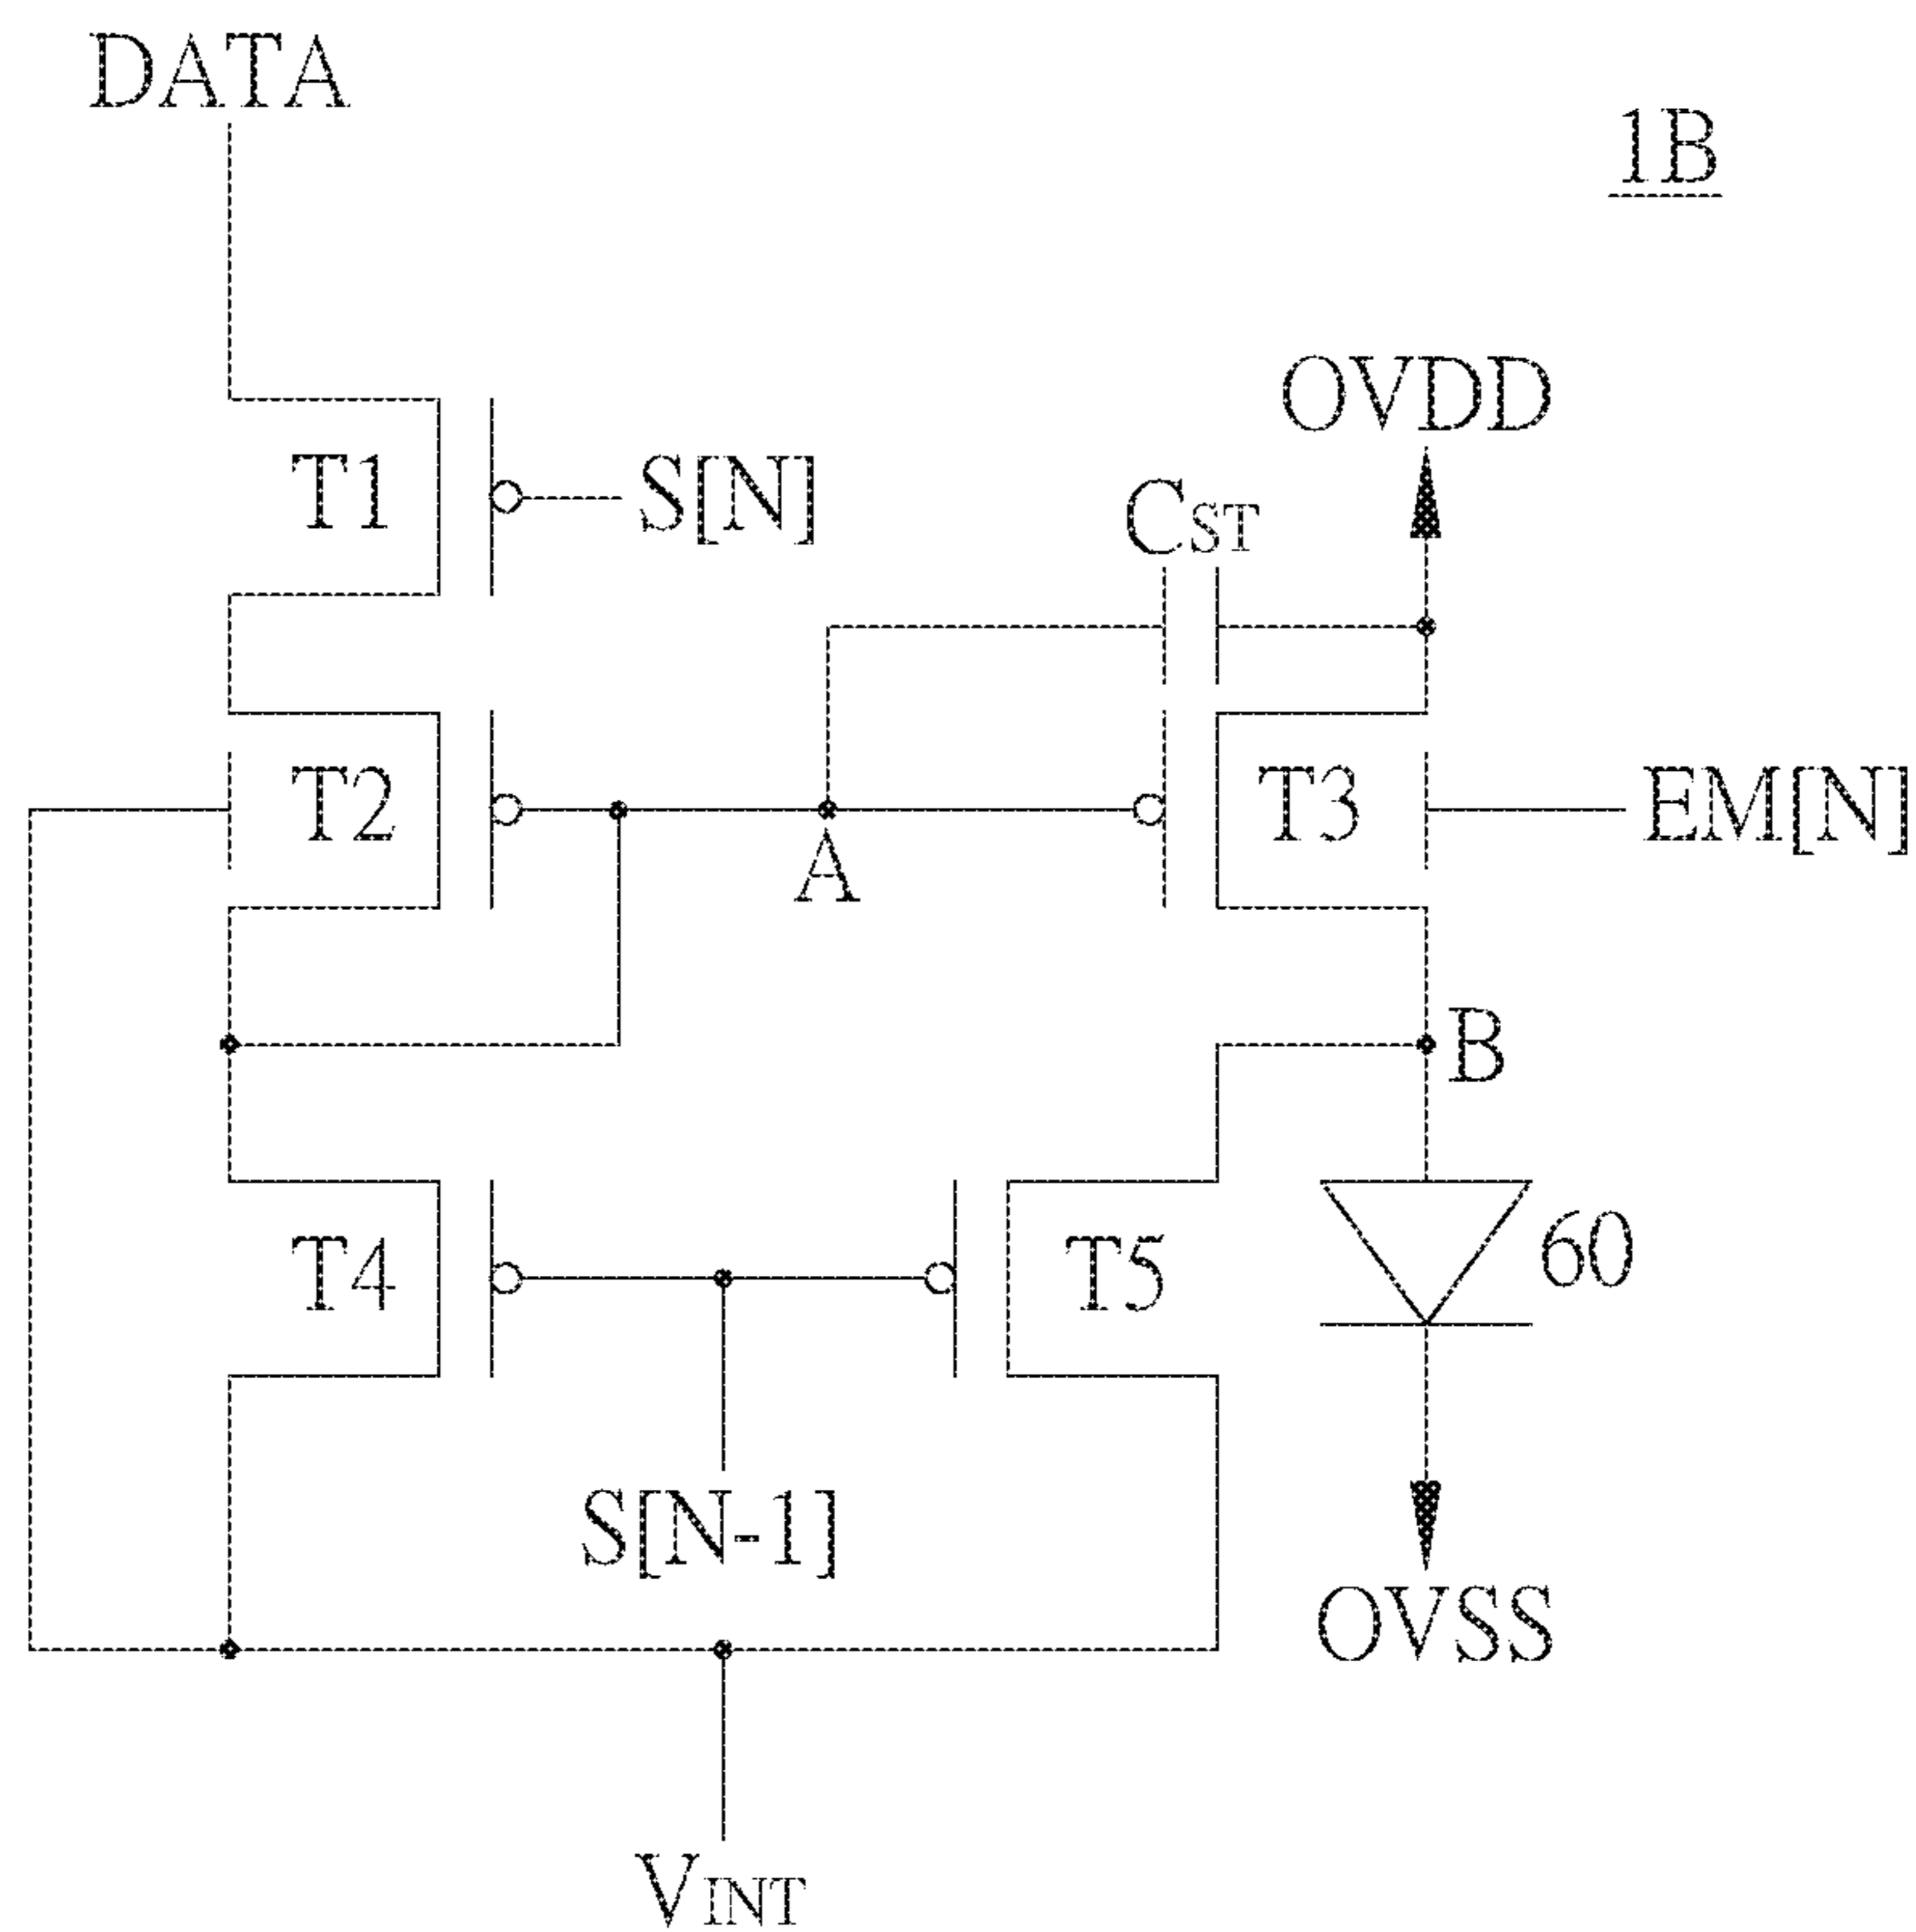 DATA
1B
OVDD
T1
S[N]
CST
T2
T3
EM[N]
A
B
T4
T5
60
S[N-1]
OVSS
VINT